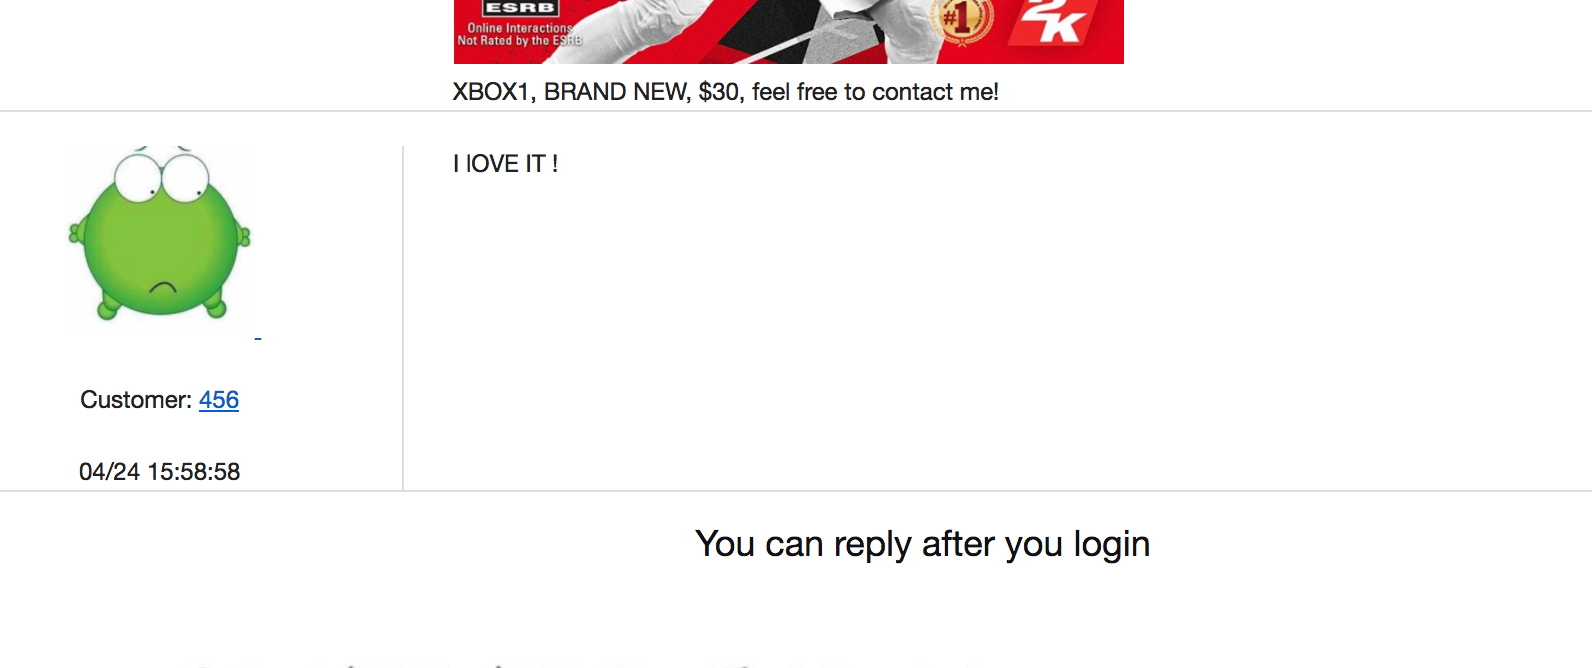 ESRB
Online Interactions
Not Rated by the ESRB
#1
2K
XBOX1, BRAND NEW, $30, feel free to contact me!
I lOVE IT !
Customer: 456
04/24 15:58:58
You can reply after you login